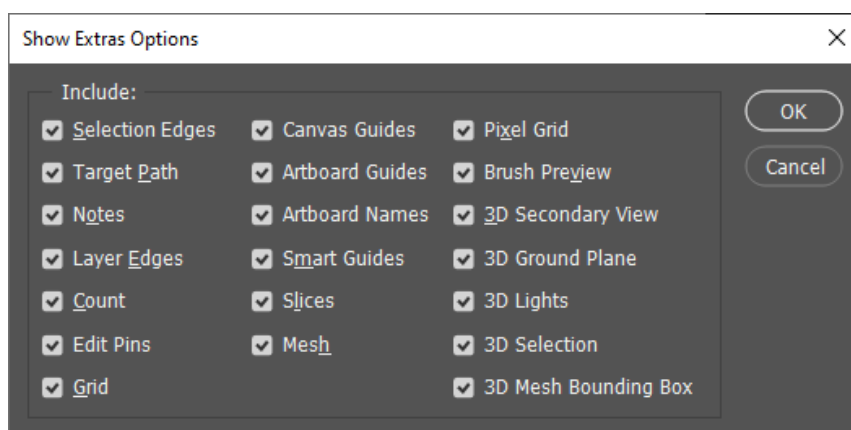 Show Extras Options
Include:
Selection Edges
Target Path
Notes
Layer Edges
Count
Edit Pins
Grid
Canvas Guides
Artboard Guides
Artboard Names
Smart Guides
Slices
Mesh
Pixel Grid
Brush Preview
3D Secondary View
3D Ground Plane
3D Lights
3D Selection
3D Mesh Bounding Box
OK
Cancel